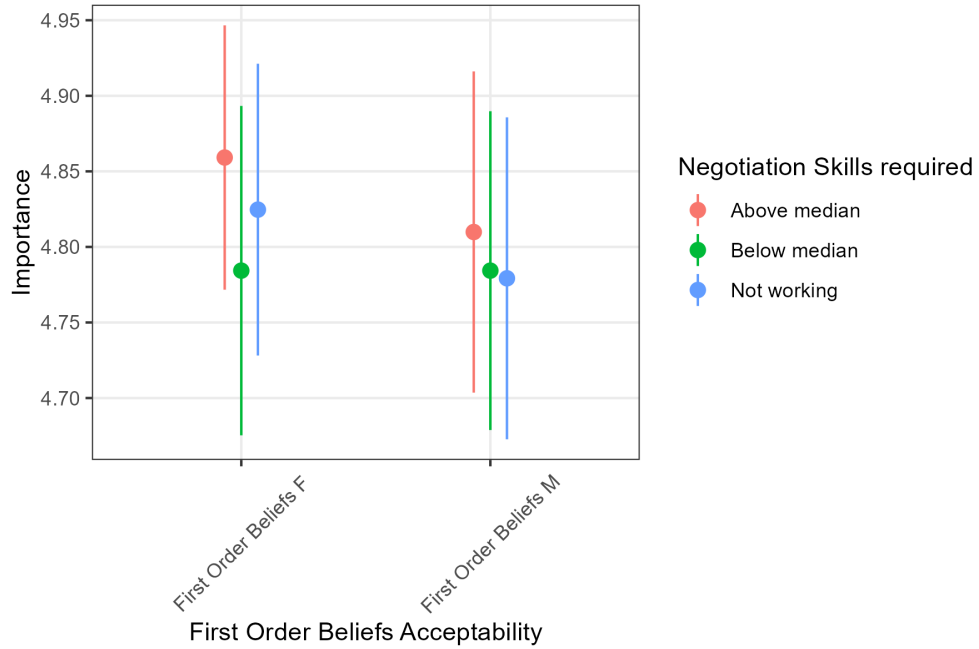 4.95
4.90
4.85
4.80
4.75
4.70
Importance
First Order Beliefs F
First Order Beliefs M
First Order Beliefs Acceptability
Negotiation Skills required
Above median
Below median
Not working